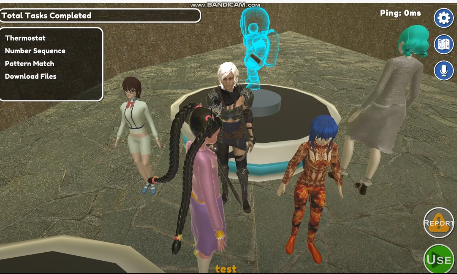 www.BANDICAM.com
Total Tasks Completed
Ping: 0ms
Thermostat
Number Sequence
Pattern Match
Download Files
REPORT
USE
test